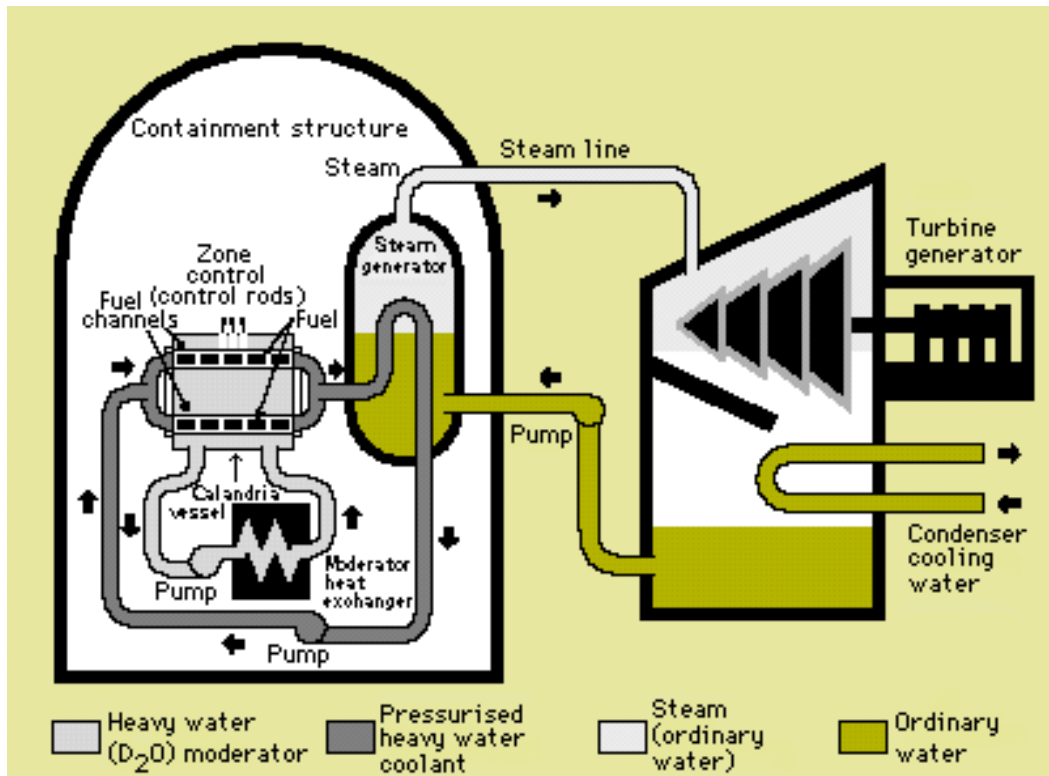 Containment structure
Steam line
Steam
Steam
generator
Turbine
generator
Zone
control
(control rods)
Fuel
channels
Fuel
Pump
Calandria
vessel
Moderator
heat
exohanger
Pump
Pump
Condenser
cooling
water
Heavy water
(D2O) moderator
Pressurised
heavy water
coolant
Steam
(ordinary
water)
Ordinary
water